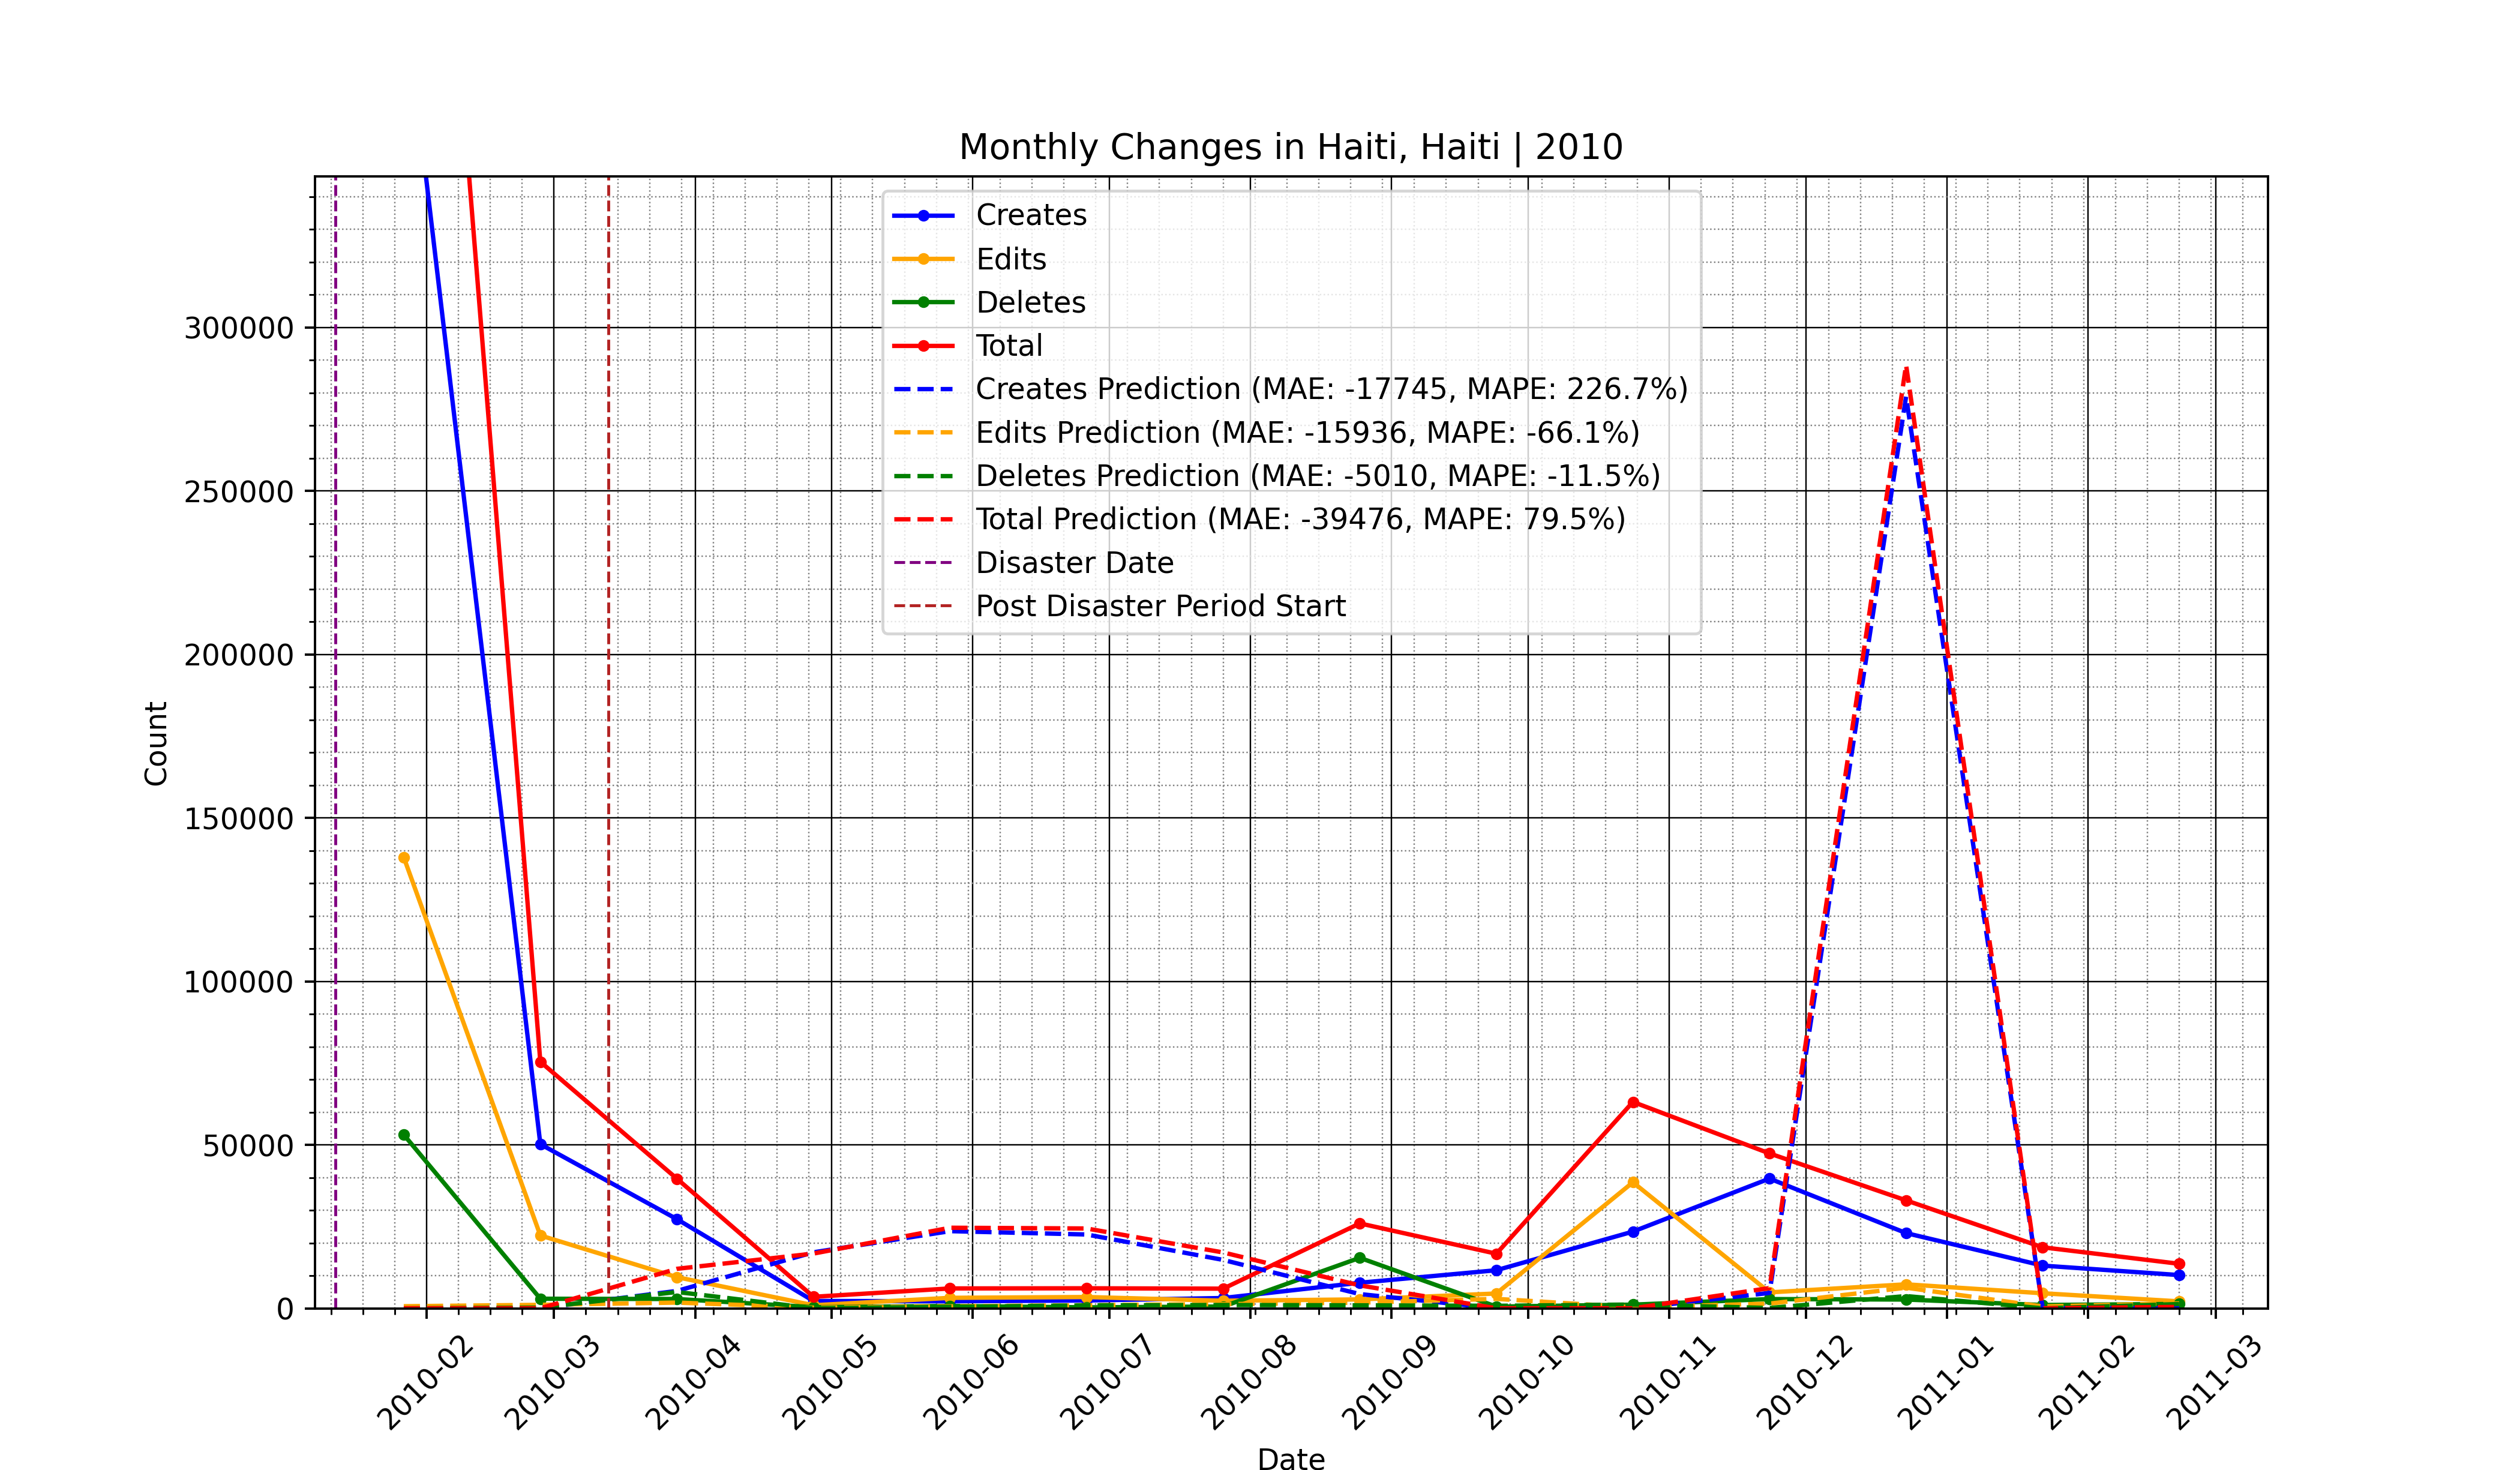 Monthly Changes in Haiti, Haiti | 2010
Creates
Edits
Deletes
Total
Creates Prediction (MAE: -17745, MAPE: 226.7%)
Edits Prediction (MAE: -15936, MAPE: -66.1%)
Deletes Prediction (MAE: -5010, MAPE: -11.5%)
Total Prediction (MAE: -39476, MAPE: 79.5%)
Disaster Date
Post Disaster Period Start
Count
300000
250000
200000
150000
100000
50000
0
2010-02
2010-03
2010-04
2010-05
2010-06
2010-07
2010-08
2010-09
2010-10
2010-11
2010-12
2011-01
2011-02
2011-03
Date